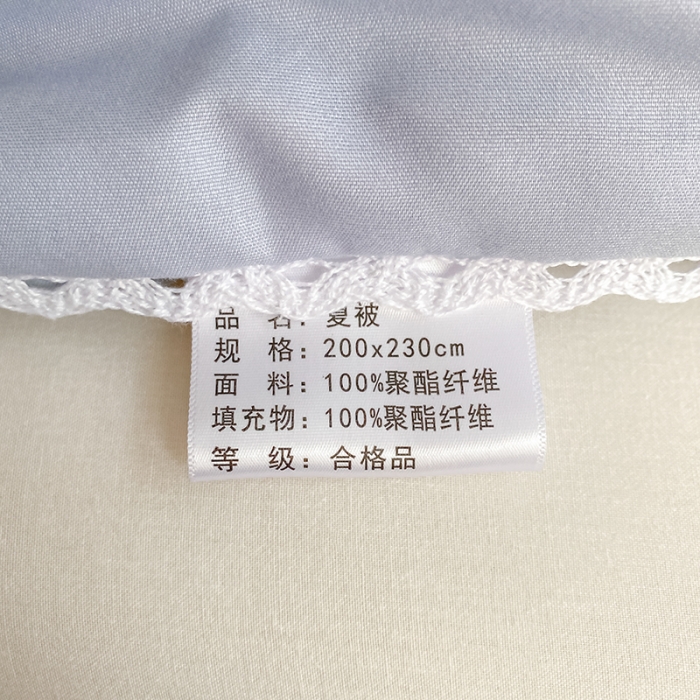 品 名：夏被
规 格：200x230cm
面 料：100%聚酯纤维
填充物：100%聚酯纤维
等 级：合格品